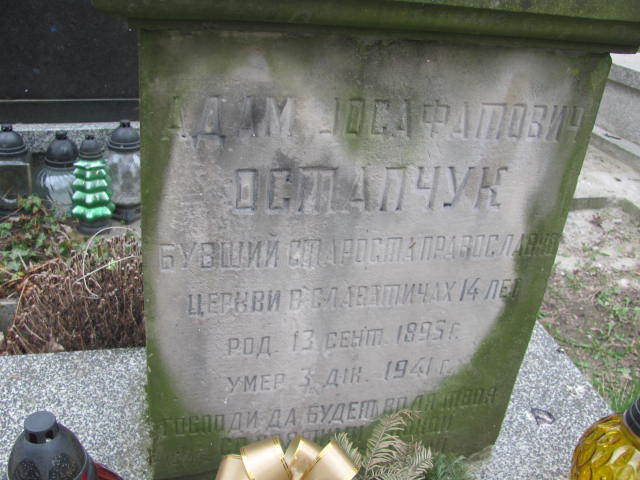 АДАМ ІОСАФАТОВИЧ
ОСТАПЧУК
БУВШИЙ СТАРОСТА ПРАВОСЛАВНО
ЦЕРКВИ В СЛАВАТИЧАХ 14 ЛЕТ
РОД. 13 СЕНТ. 1895 Г.
УМЕР 3 ДІК. 1941 Г.
ГОСПОДИ ДА БУДЕТ ВОЛЯ ТВОЯ